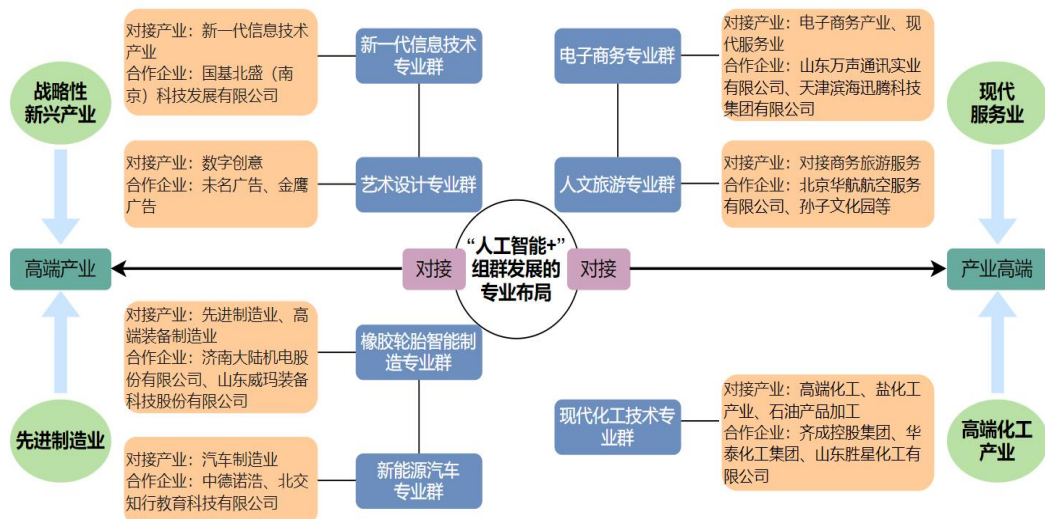 战略性
新兴产业
对接产业：新一代信息技术
产业
合作企业：国基北盛（南
京）科技发展有限公司
新一代信息技术
专业群
对接产业：数字创意
合作企业：未名广告、金鹰
广告
艺术设计专业群
电子商务专业群
对接产业：电子商务产业、现
代服务业
合作企业：山东万声通讯实业
有限公司、天津滨海迅腾科技
集团有限公司
人文旅游专业群
对接产业：对接商务旅游服务
合作企业：北京华航航空服务
有限公司、孙子文化园等
现代
服务业
高端产业
对接
“人工智能+”
组群发展的
专业布局
对接
产业高端
对接产业：先进制造业、高
端装备制造业
合作企业：济南大陆机电股
份有限公司、山东威玛装备
科技股份有限公司
橡胶轮胎智能制
造专业群
先进制造业
对接产业：汽车制造业
合作企业：中德诺浩、北交
知行教育科技有限公司
新能源汽车
专业群
现代化工技术专
业群
对接产业：高端化工、盐化工
产业、石油产品加工
合作企业：齐成控股集团、华
泰化工集团、山东胜星化工有
限公司
高端化工
产业